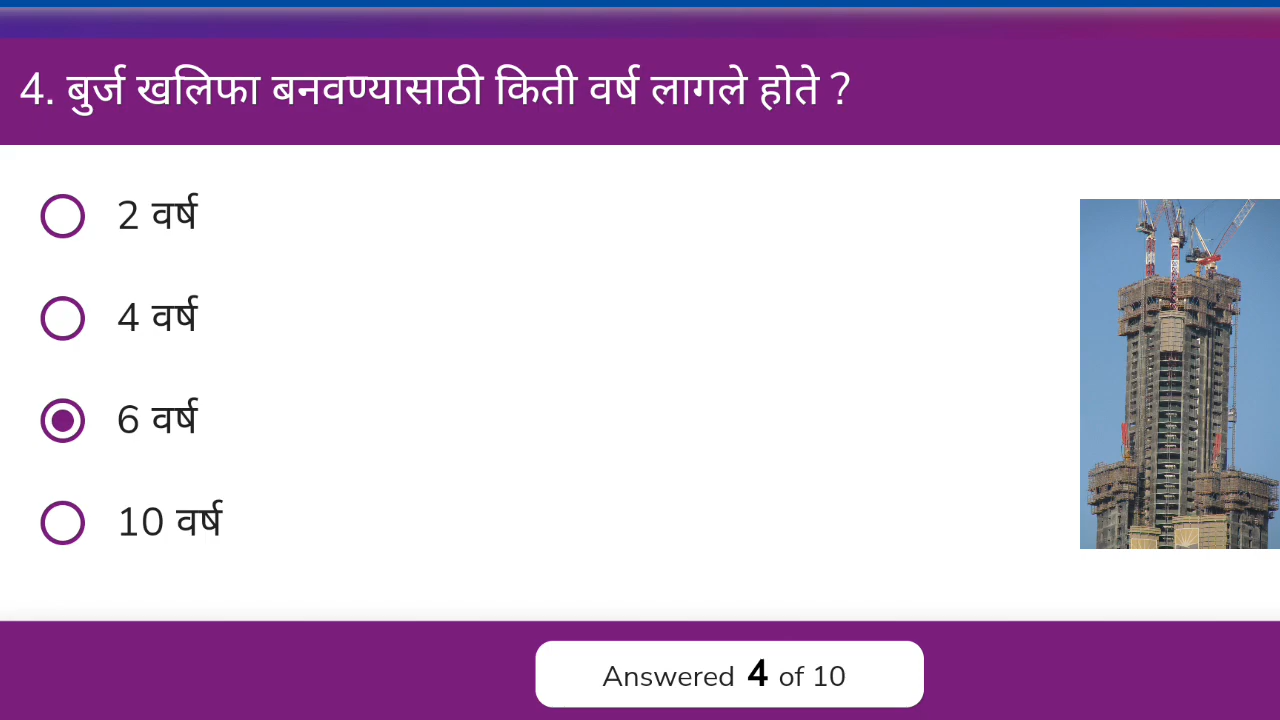 4. बुर्ज खलिफा बनवण्यासाठी किती वर्ष लागले होते ?
2 वर्ष
4 वर्ष
6 वर्ष
10 वर्ष
Answered 4 of 10